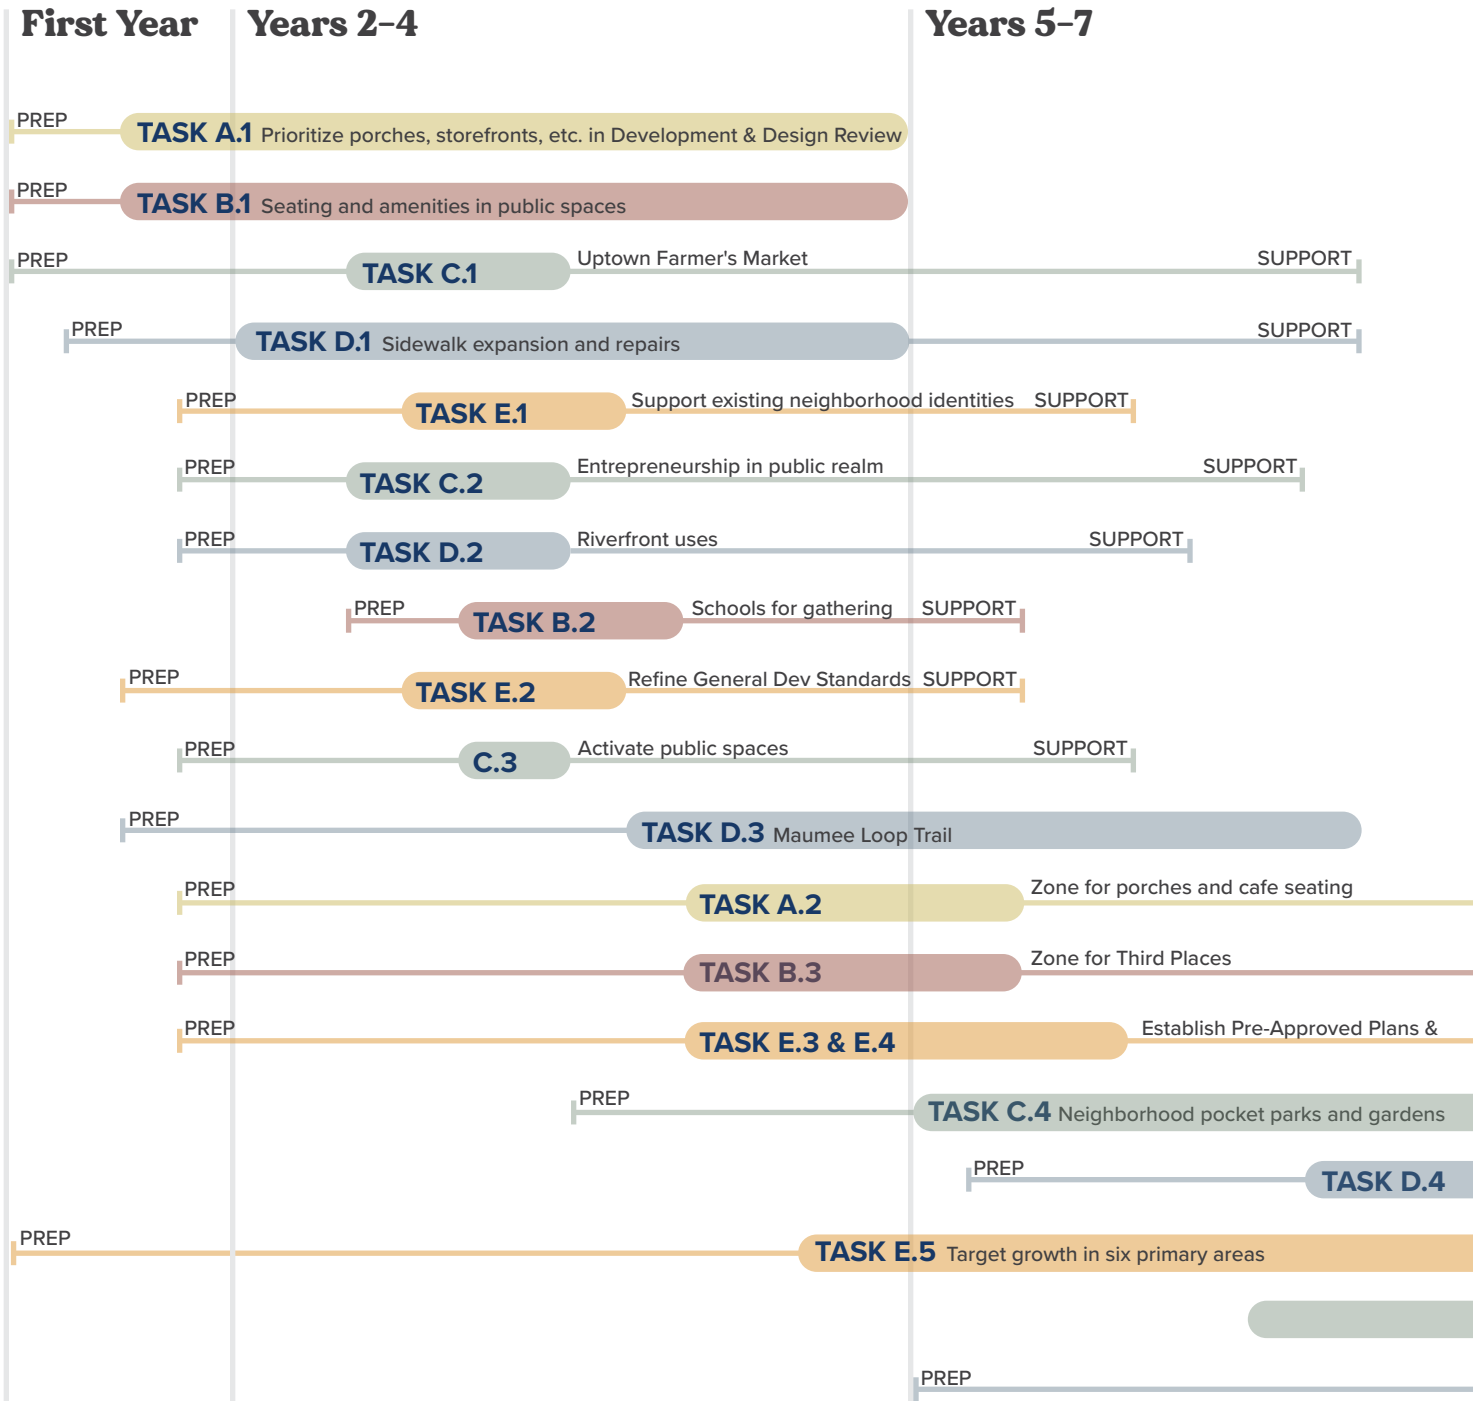 First Year Years 2–4 Years 5–7
PREP TASK A.1 Prioritize porches, storefronts, etc. in Development & Design Review
PREP TASK B.1 Seating and amenities in public spaces
PREP TASK C.1 Uptown Farmer's Market SUPPORT
PREP TASK D.1 Sidewalk expansion and repairs SUPPORT
PREP TASK E.1 Support existing neighborhood identities SUPPORT
PREP TASK C.2 Entrepreneurship in public realm SUPPORT
PREP TASK D.2 Riverfront uses SUPPORT
PREP TASK B.2 Schools for gathering SUPPORT
PREP TASK E.2 Refine General Dev Standards SUPPORT
PREP C.3 Activate public spaces SUPPORT
PREP TASK D.3 Maumee Loop Trail
PREP TASK A.2 Zone for porches and cafe seating
PREP TASK B.3 Zone for Third Places
PREP TASK E.3 & E.4 Establish Pre-Approved Plans &
PREP TASK C.4 Neighborhood pocket parks and gardens
PREP TASK D.4
PREP TASK E.5 Target growth in six primary areas
PREP